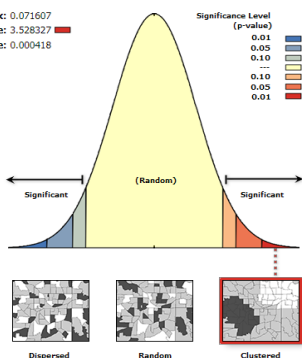 x: 0.071607
e: 3.528327
e: 0.000418
Significance Level
(p-value)
0.01
0.05
0.10
---
0.10
0.05
0.01
Significant
(Random)
Significant
Dispersed
Random
Clustered